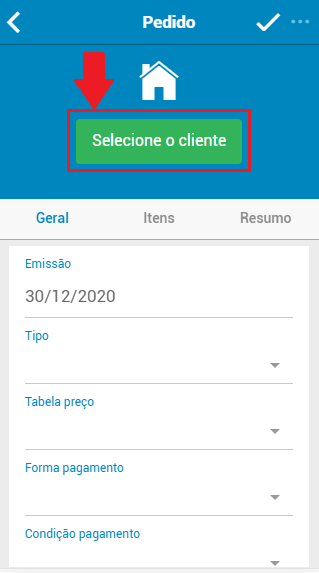 Pedido
Selecione o cliente
Geral Itens Resumo
Emissão
30/12/2020
Tipo
Tabela preço
Forma pagamento
Condição pagamento